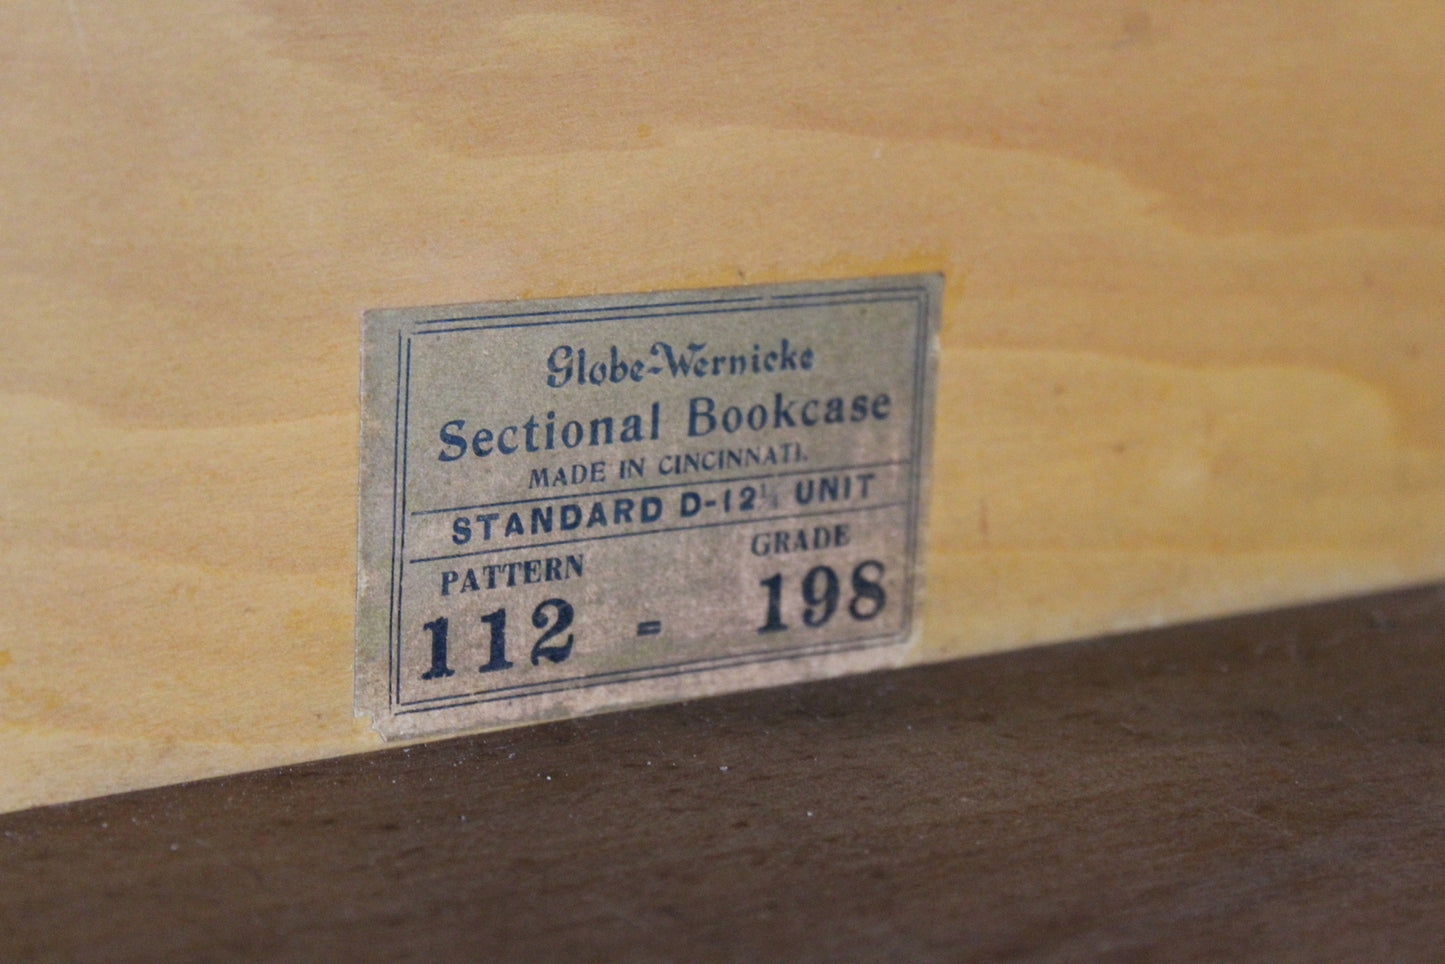 Globe-Wernicke
Sectional Bookcase
MADE IN CINCINNATI.
STANDARD D-12¼ UNIT
PATTERN GRADE
112 - 198